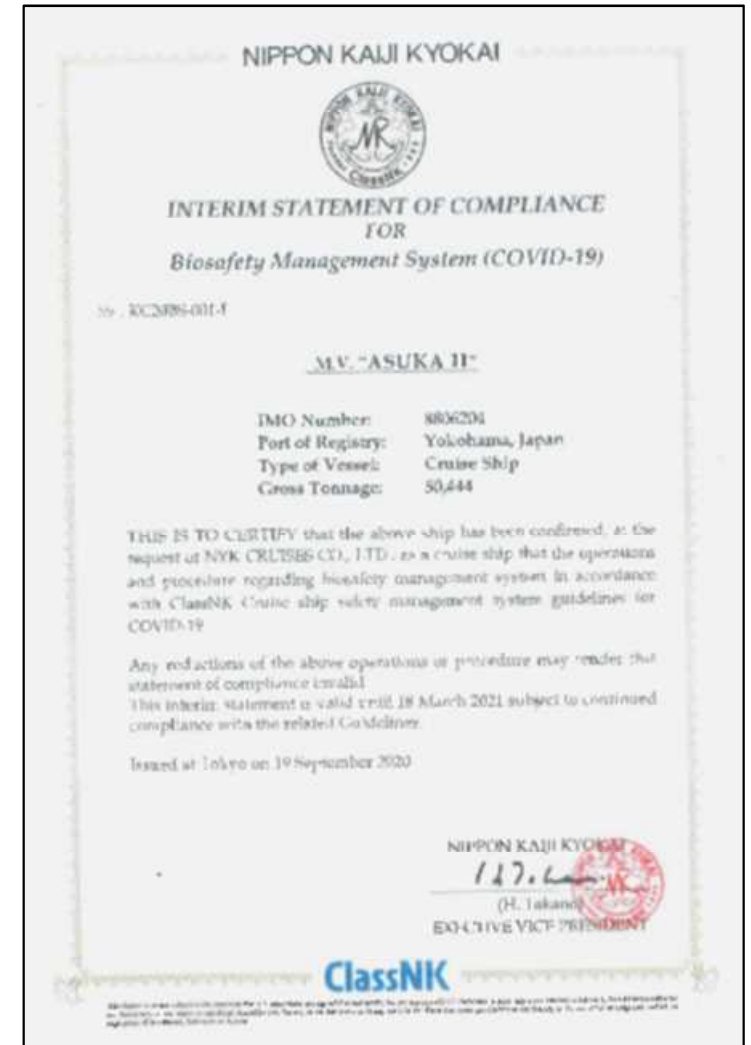 NIPPON KAIJI KYOKAI
INTERIM STATEMENT OF COMPLIANCE
FOR
Biosafety Management System (COVID-19)
M.V. "ASUKA II"
IMO Number: 8806204
Port of Registry: Yokohama, Japan
Type of Vessel: Cruise Ship
Gross Tonnage: 50,444
THIS IS TO CERTIFY that the above ship has been confirmed, at the
request of NYK CRUISES CO., LTD., as a cruise ship that the operations
and procedure regarding biosafety management system in accordance
with ClassNK Cruise ship safety management system guidelines for
COVID-19
Any reductions of the above operations or procedure may render this
statement of compliance invalid
This interim statement is valid until 18 March 2021 subject to continued
compliance with the related Guidelines.
Issued at Tokyo on 19 September 2020
NIPPON KAIJI KYOKAI
(H. Takano)
EXECUTIVE VICE PRESIDENT
ClassNK